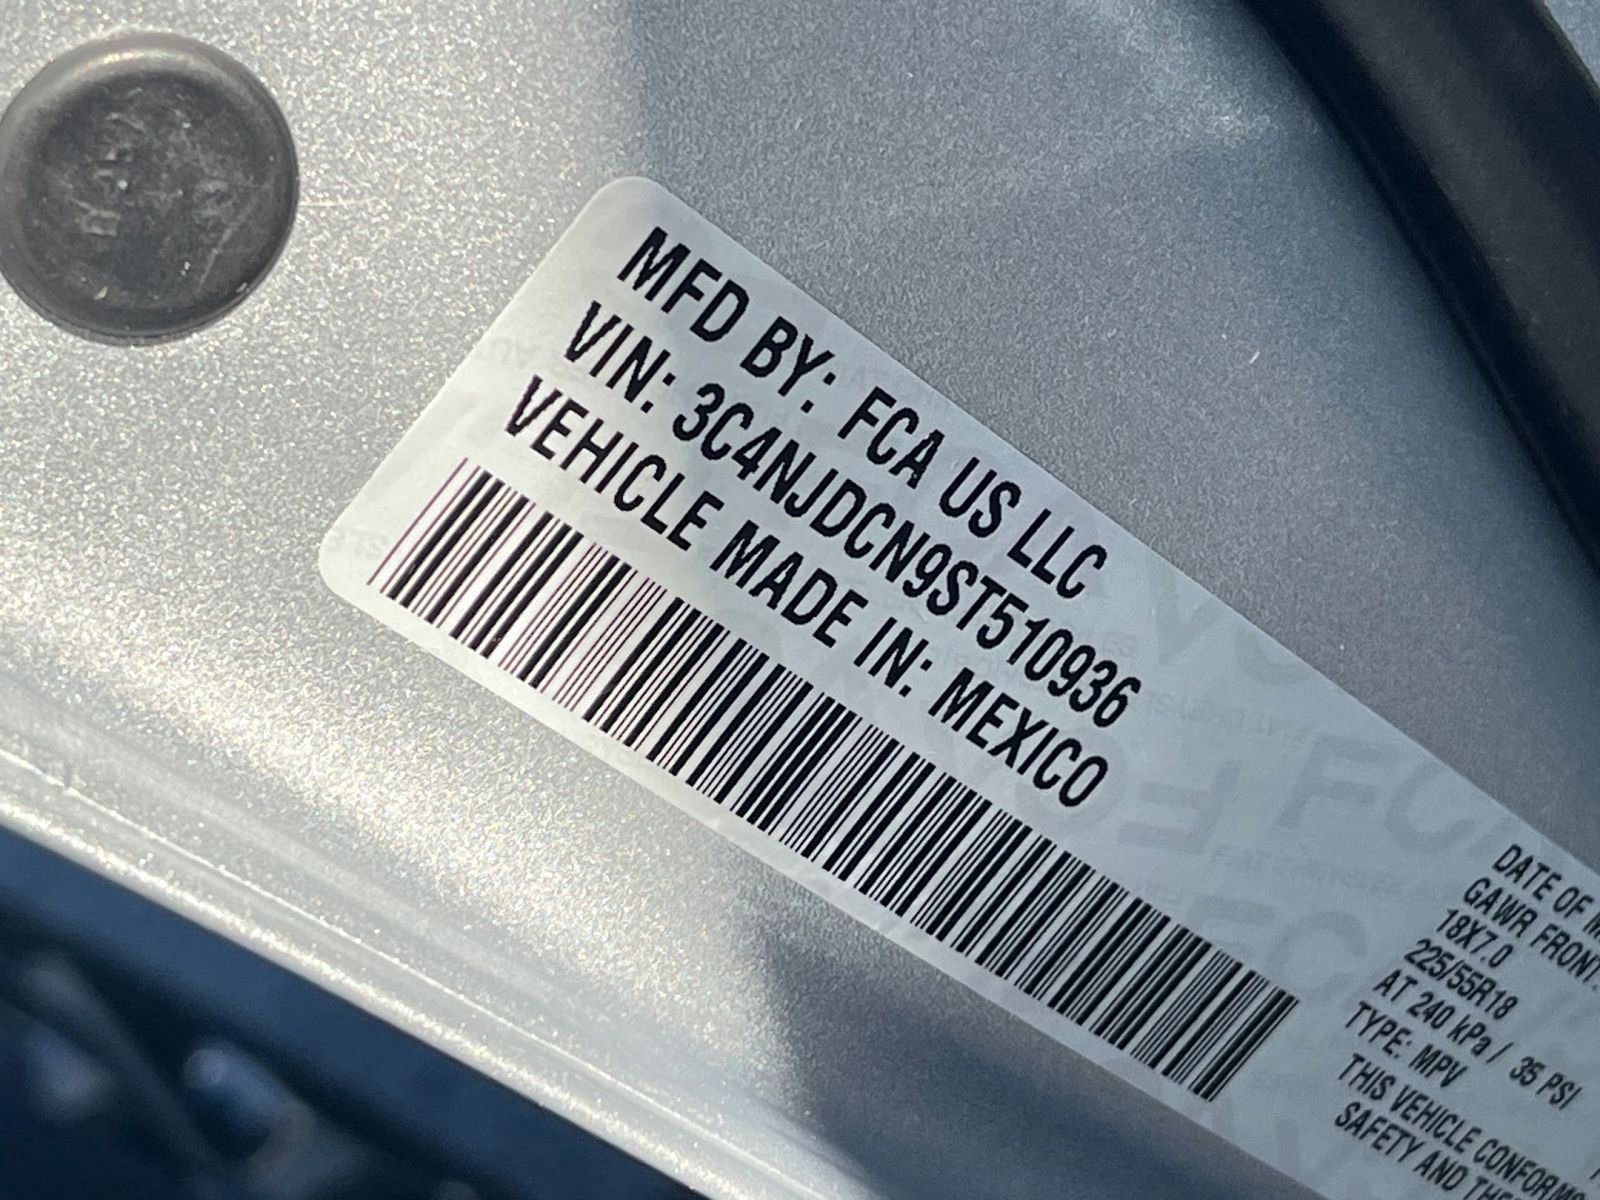 MFD BY: FCA US LLC
VIN: 3C4NJDCN9ST510936
VEHICLE MADE IN: MEXICO
DATE OF M
GAWR FRONT:
18X7.0
225/55R18
AT 240 kPa / 35 PSI
TYPE: MPV
THIS VEHICLE CONFORMS
SAFETY AND